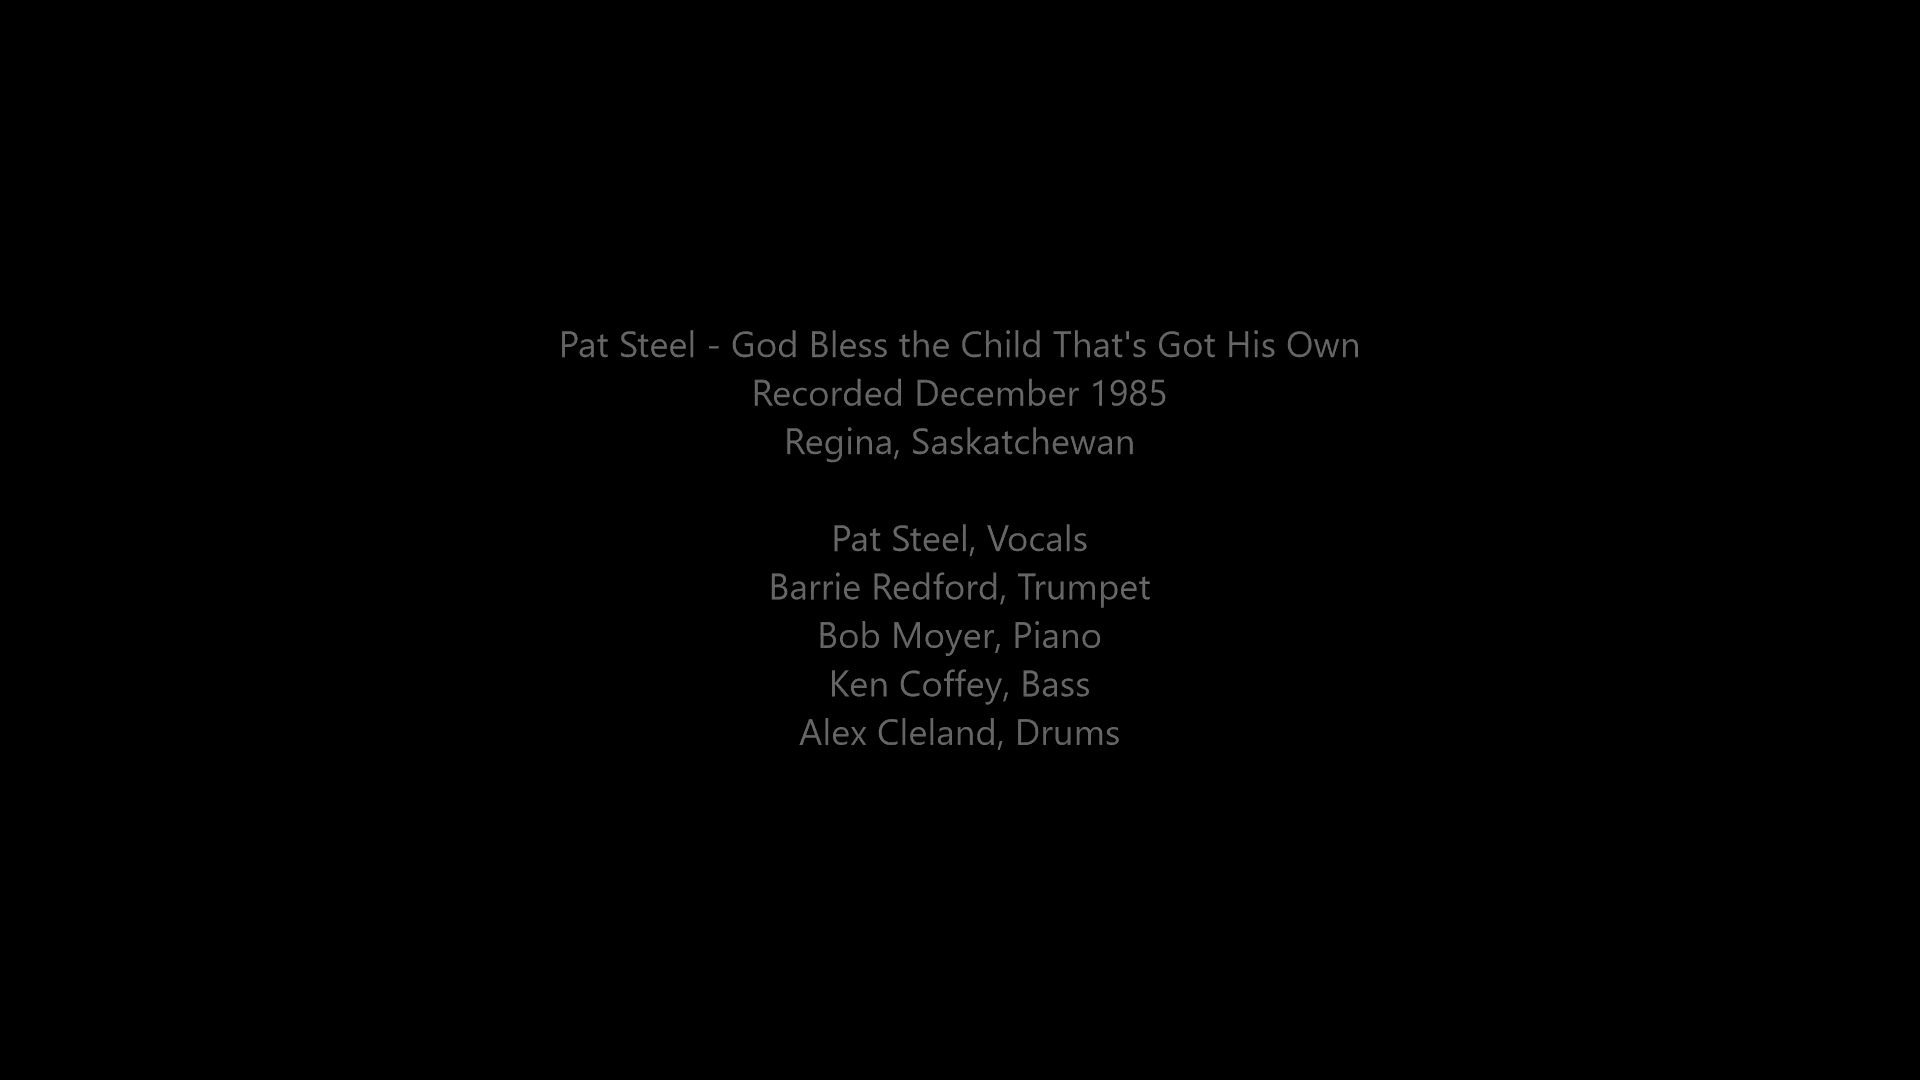 Pat Steel - God Bless the Child That's Got His Own
Recorded December 1985
Regina, Saskatchewan
Pat Steel, Vocals
Barrie Redford, Trumpet
Bob Moyer, Piano
Ken Coffey, Bass
Alex Cleland, Drums